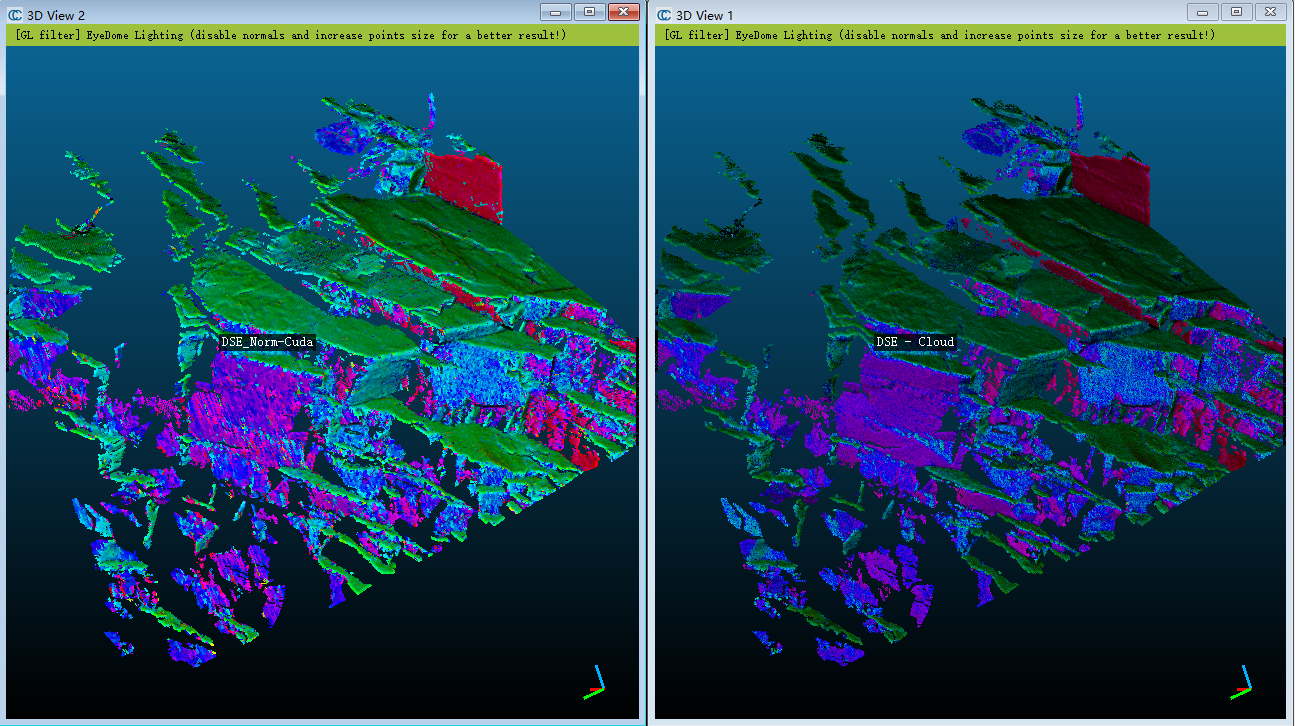 3D View 2
[GL filter] EyeDome Lighting (disable normals and increase points size for a better result!)
DSE_Norm-Cuda
3D View 1
[GL filter] EyeDome Lighting (disable normals and increase points size for a better result!)
DSE - Cloud